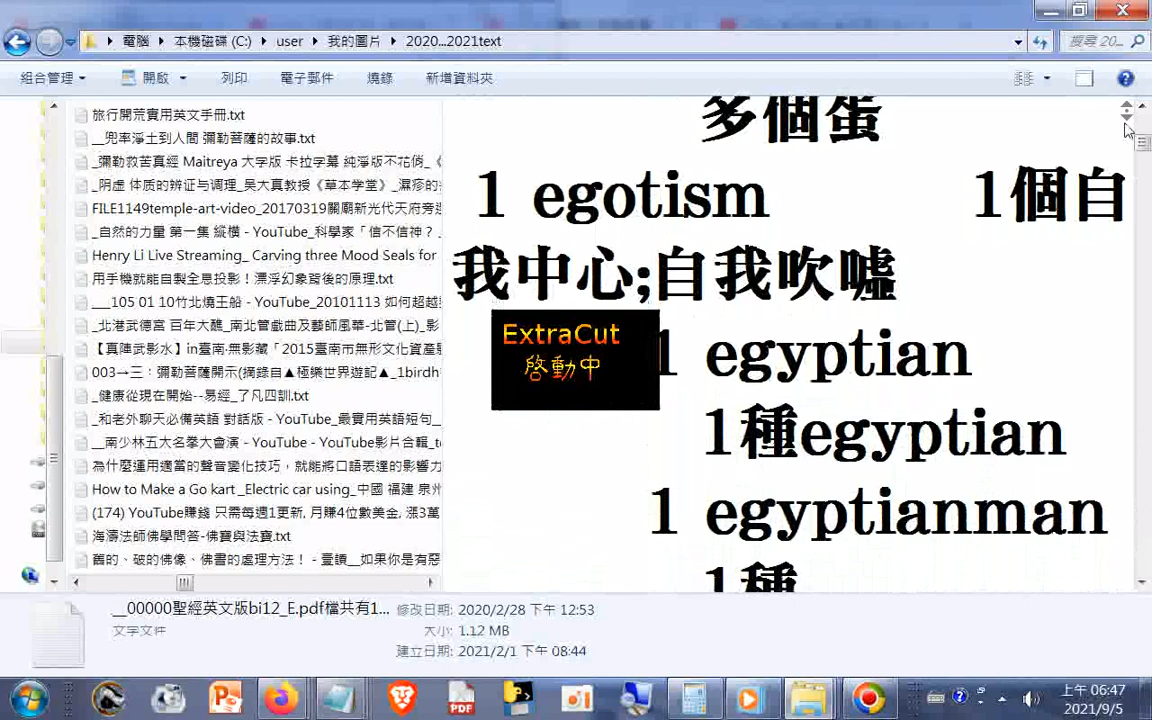 電腦 本機磁碟 (C:) user 我的圖片 2020...2021text
搜尋 20...
組合管理 開啟 列印 電子郵件 燒錄 新增資料夾
旅行開荒實用英文手冊.txt
__兜率淨土到人間 彌勒菩薩的故事.txt
_彌勒救苦真經 Maitreya 大字版 卡拉字幕 純淨版不花俏_《
_阴虚 体质的辨证与调理_吴大真教授《草本学堂》_濕疹的
FILE1149temple-art-video_20170319關廟新光代天府旁遶
_自然的力量 第一集 縱橫 - YouTube_科學家「信不信神？」
Henry Li Live Streaming_ Carving three Mood Seals for
用手機就能自製全息投影！漂浮幻象背後的原理.txt
___105 01 10竹北燒王船 - YouTube_20101113 如何超越
_北港武德宮 百年大醮_南北管戲曲及藝師風華-北管(上)_影
【真陣武影水】in臺南·無影藏「2015臺南市無形文化資產
003→三：彌勒菩薩開示(摘錄自▲極樂世界遊記▲_1birdh
_健康從現在開始--易經_了凡四訓.txt
_和老外聊天必備英語 對話版 - YouTube_最實用英語短句_
__南少林五大名拳大會演 - YouTube - YouTube影片合輯_t
為什麼運用適當的聲音變化技巧，就能將口語表達的影響力
How to Make a Go kart _Electric car using_中國 福建 泉州
(174) YouTube賺錢 只需每週1更新, 月賺4位數美金, 漲3萬
海濤法師佛學問答-佛寶與法寶.txt
舊的、破的佛像、佛書的處理方法！ - 壹讀__如果你是有惡
多個蛋
1 egotism 1個自
我中心;自我吹噓
1 egyptian
1種egyptian
1 egyptianman
1種
ExtraCut
啓動中
__00000聖經英文版bi12_E.pdf檔共有1... 修改日期: 2020/2/28 下午 12:53
文字文件 大小: 1.12 MB
建立日期: 2021/2/1 下午 08:44
上午 06:47
2021/9/5